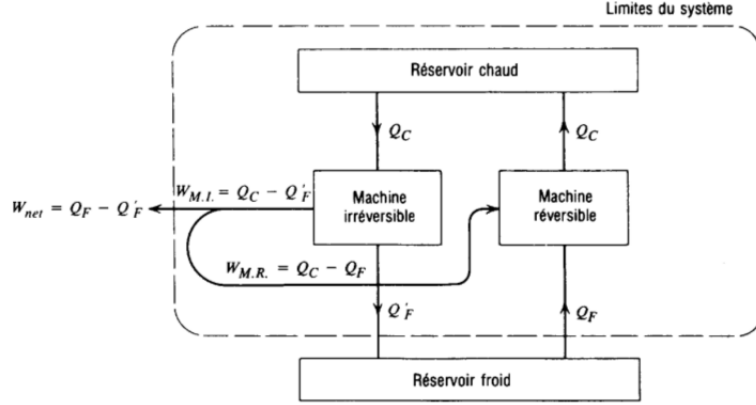 Limites du système
Réservoir chaud
Q_C
Q_C
W_{M.I.} = Q_C − Q'_F
Machine
irréversible
Machine
réversible
W_{net} = Q_F − Q'_F
W_{M.R.} = Q_C − Q_F
Q'_F
Q_F
Réservoir froid